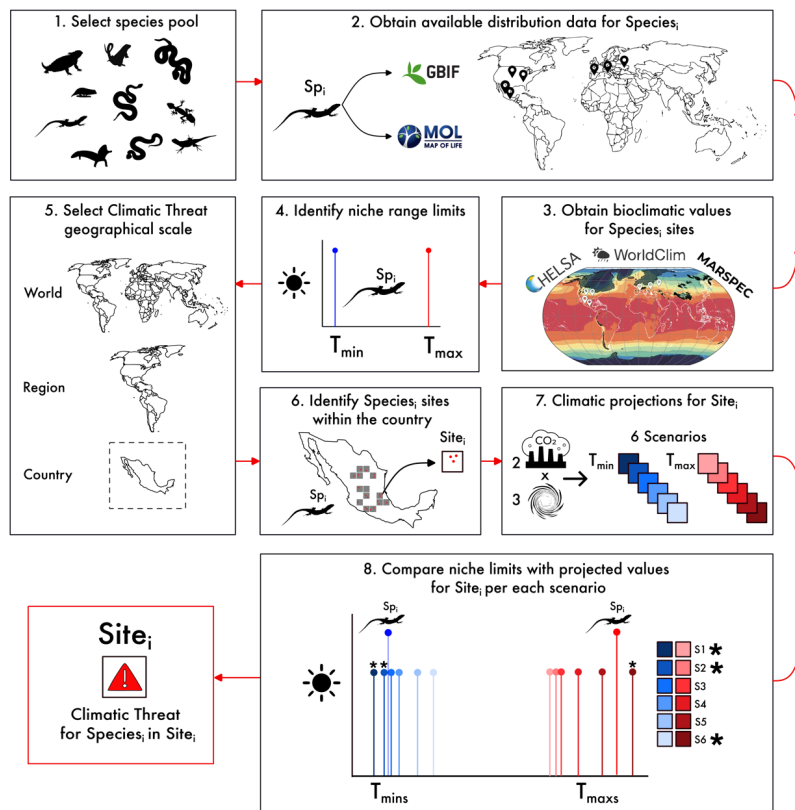 1. Select species pool
2. Obtain available distribution data for Speciesᵢ
Spᵢ
GBIF
MOL
MAP OF LIFE
5. Select Climatic Threat
geographical scale
World
Region
Country
4. Identify niche range limits
Spᵢ
Tmin
Tmax
3. Obtain bioclimatic values
for Speciesᵢ sites
CHELSA
WorldClim
MARSPEC
6. Identify Speciesᵢ sites
within the country
Siteᵢ
Spᵢ
7. Climatic projections for Siteᵢ
CO₂
2
x
3
6 Scenarios
Tmin
Tmax
8. Compare niche limits with projected values
for Siteᵢ per each scenario
Spᵢ
Spᵢ
* *
*
S1 *
S2 *
S3
S4
S5
S6 *
Tmins
Tmaxs
Siteᵢ
Climatic Threat
for Speciesᵢ in Siteᵢ